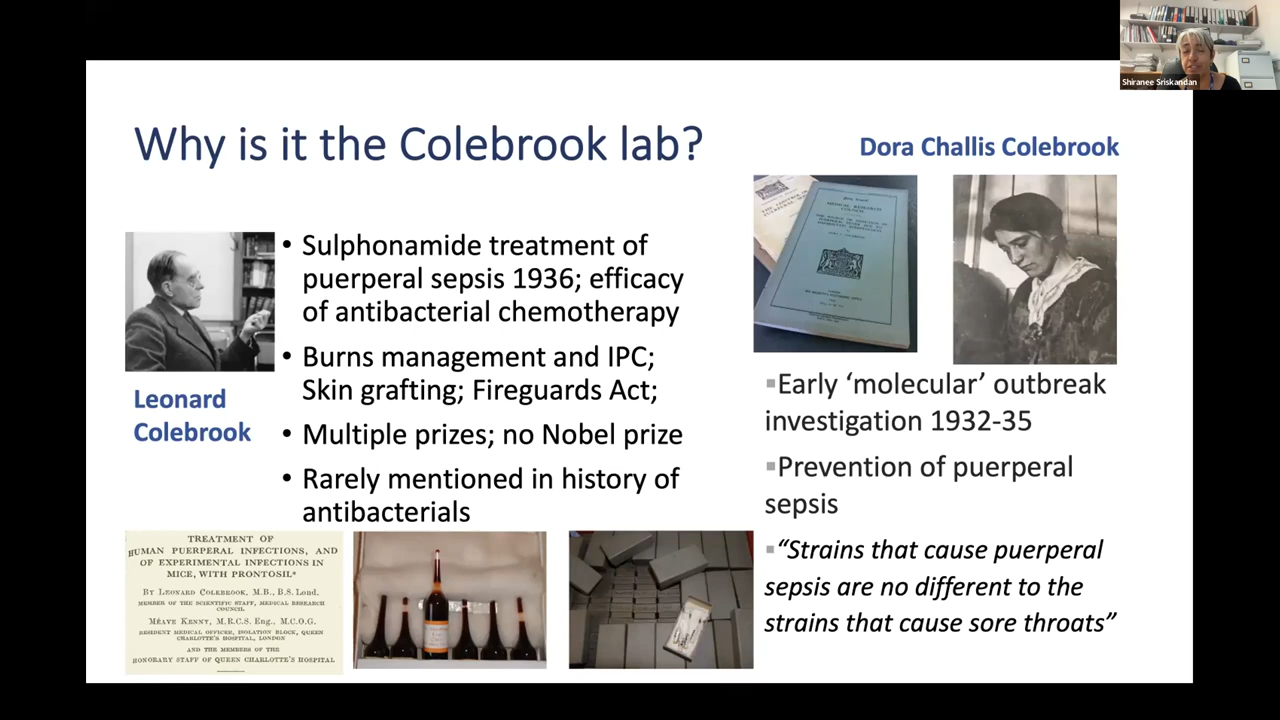 Shiranee Sriskandan
Why is it the Colebrook lab?
Leonard
Colebrook
• Sulphonamide treatment of
puerperal sepsis 1936; efficacy
of antibacterial chemotherapy
• Burns management and IPC;
Skin grafting; Fireguards Act;
• Multiple prizes; no Nobel prize
• Rarely mentioned in history of
antibacterials
TREATMENT OF
HUMAN PUERPERAL INFECTIONS, AND
OF EXPERIMENTAL INFECTIONS IN
MICE, WITH PRONTOSIL*
BY LEONARD COLEBROOK, M.B., B.S. Lond.
MEMBER OF THE SCIENTIFIC STAFF, MEDICAL RESEARCH
COUNCIL
MÉAVE KENNY, M.R.C.S. Eng., M.C.O.G.
RESIDENT MEDICAL OFFICER, ISOLATION BLOCK, QUEEN
CHARLOTTE'S HOSPITAL, LONDON
AND THE MEMBERS OF THE
HONORARY STAFF OF QUEEN CHARLOTTE'S HOSPITAL
Dora Challis Colebrook
MEDICAL RESEARCH
COUNCIL
▪Early ‘molecular’ outbreak
investigation 1932-35
▪Prevention of puerperal
sepsis
▪“Strains that cause puerperal
sepsis are no different to the
strains that cause sore throats”